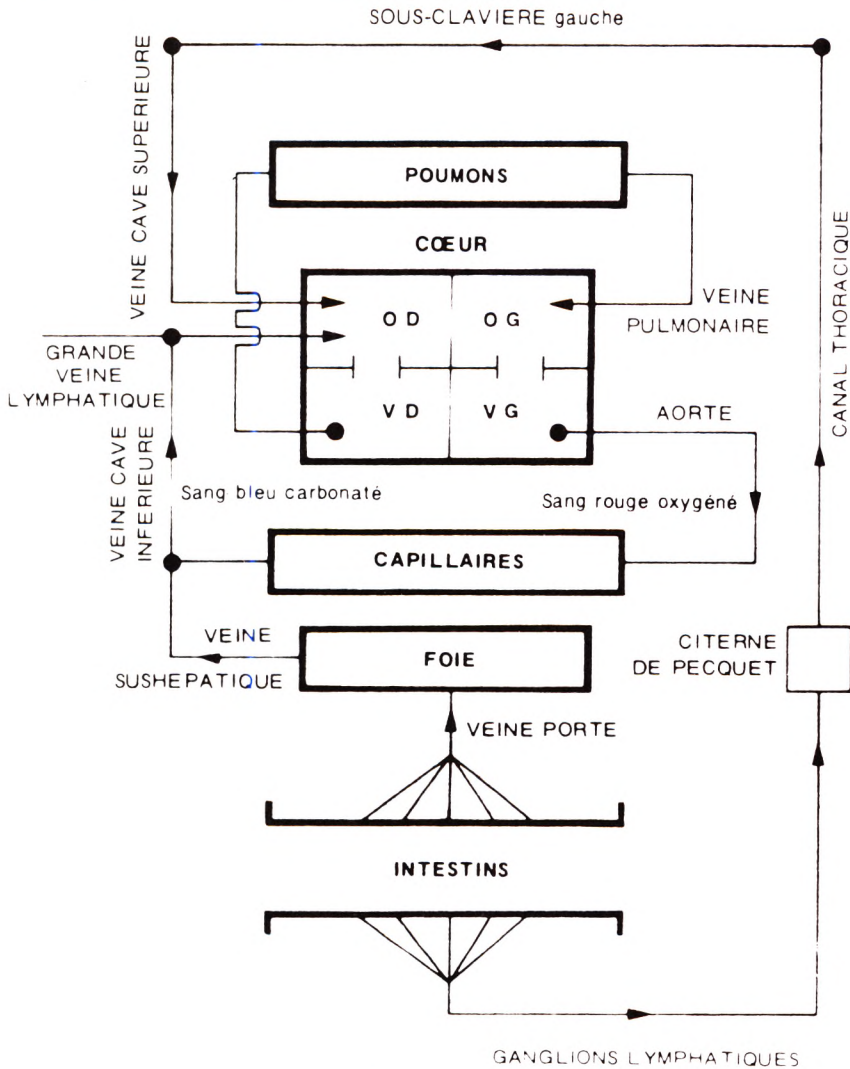 SOUS-CLAVIERE gauche
VEINE CAVE SUPERIEURE
POUMONS
CŒUR
O D
O G
VEINE
PULMONAIRE
GRANDE
VEINE
LYMPHATIQUE
V D
V G
AORTE
CANAL THORACIQUE
VEINE CAVE
INFERIEURE
Sang bleu carbonaté
Sang rouge oxygéné
CAPILLAIRES
VEINE
SUSHEPATIQUE
FOIE
CITERNE
DE PECQUET
VEINE PORTE
INTESTINS
GANGLIONS LYMPHATIQUES